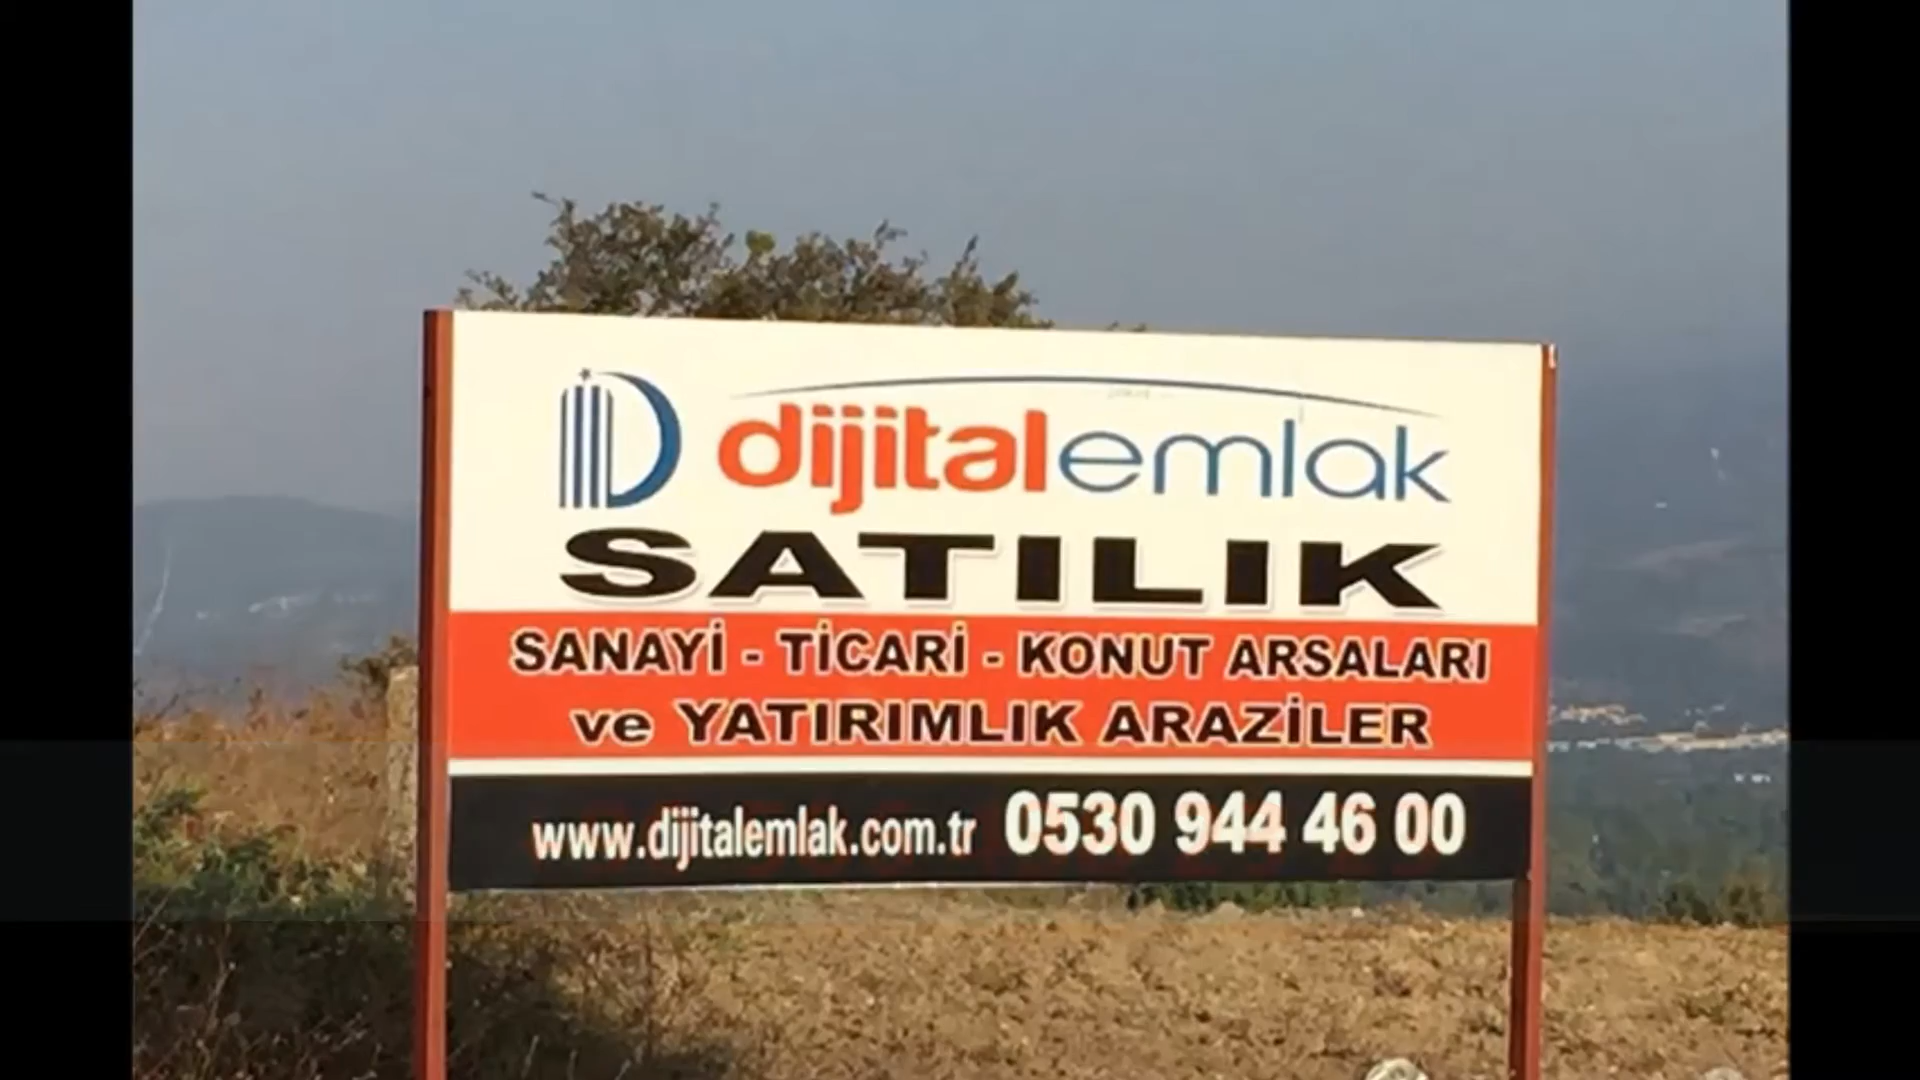 dijitalemlak
SATILIK
SANAYİ - TİCARİ - KONUT ARSALARI
ve YATIRIMLIK ARAZİLER
www.dijitalemlak.com.tr 0530 944 46 00